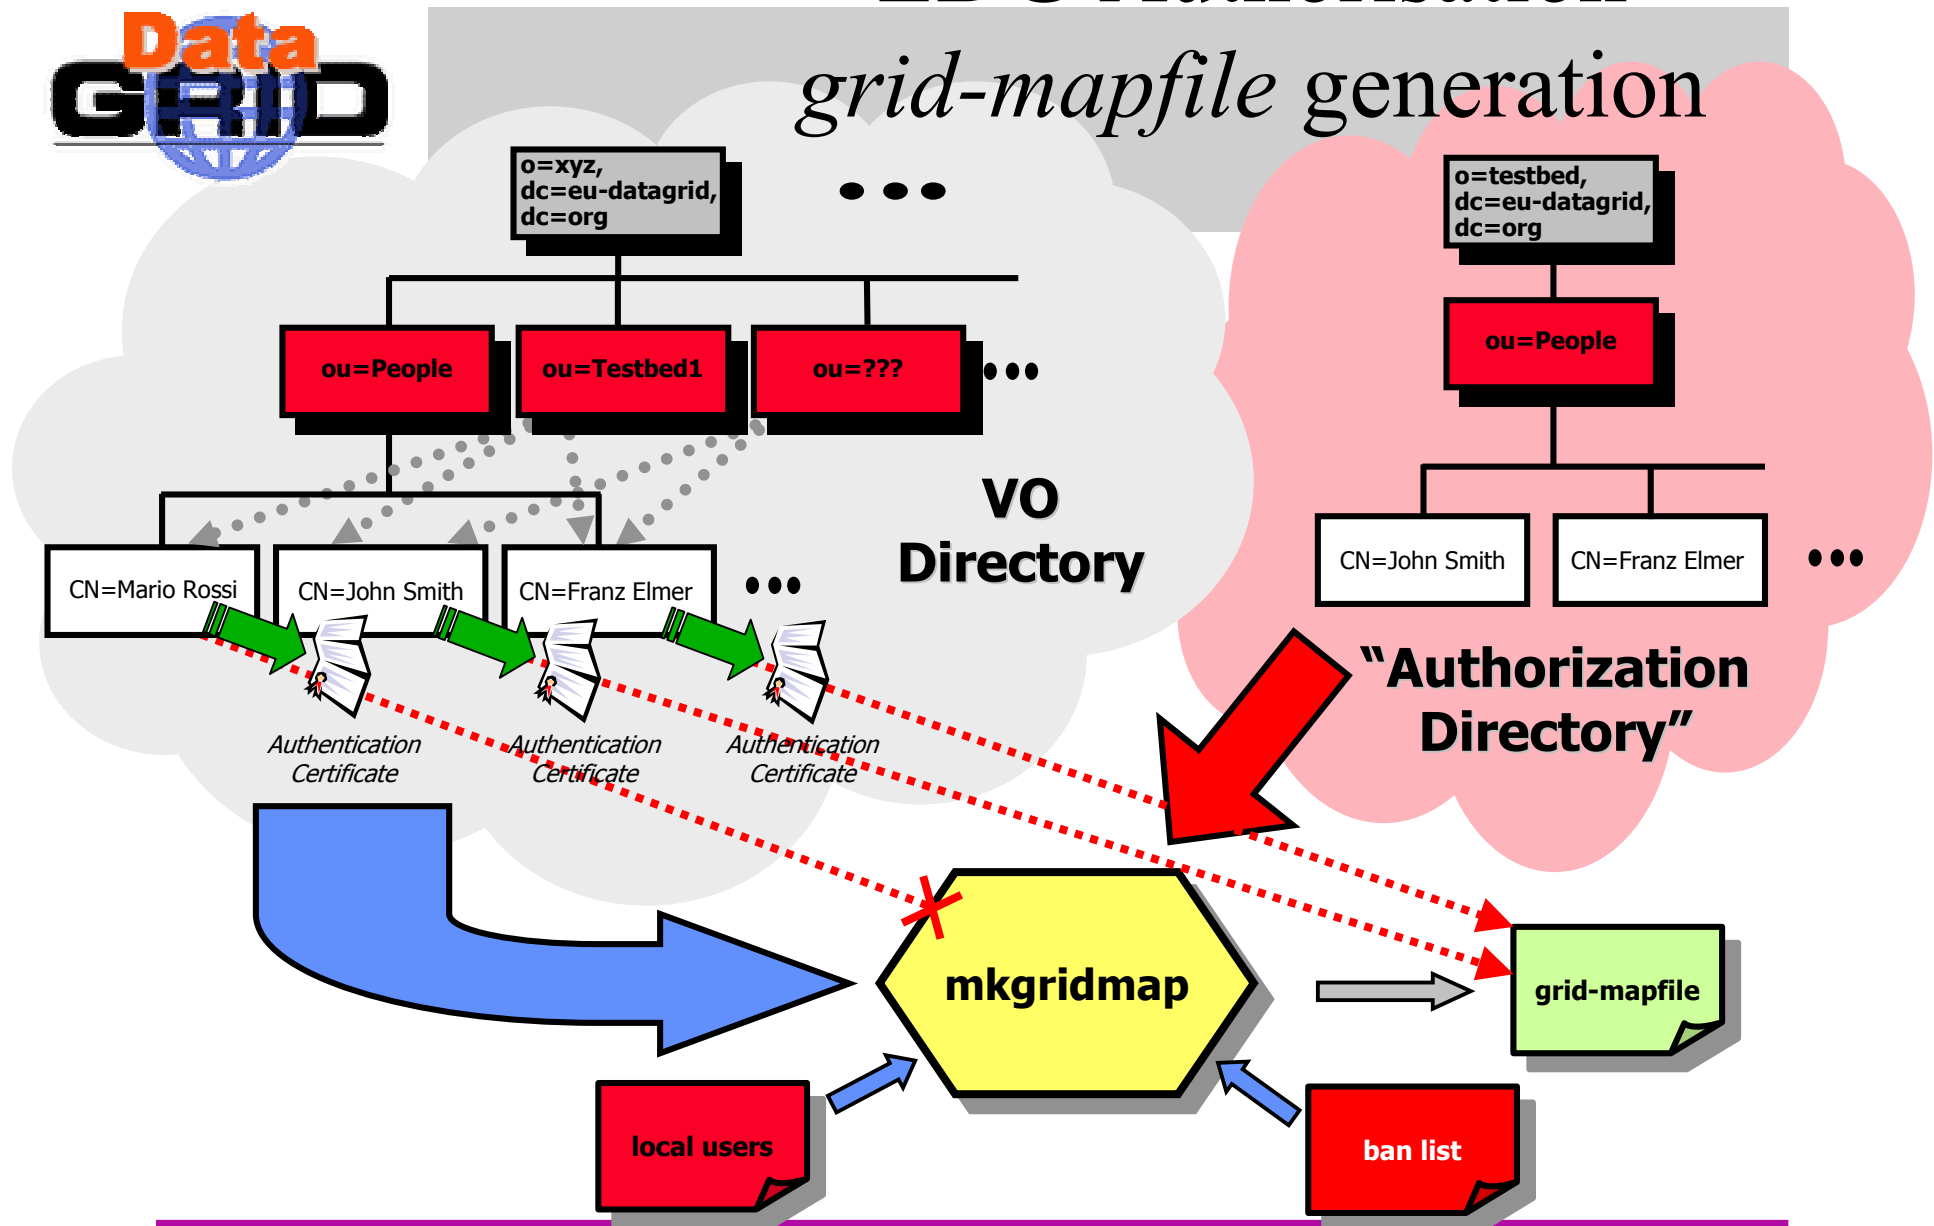 Data
GRID
grid-mapfile generation
o=xyz,
dc=eu-datagrid,
dc=org
o=testbed,
dc=eu-datagrid,
dc=org
ou=People
ou=Testbed1
ou=???
ou=People
VO
Directory
CN=Mario Rossi
CN=John Smith
CN=Franz Elmer
CN=John Smith
CN=Franz Elmer
"Authorization
Directory"
Authentication
Certificate
Authentication
Certificate
Authentication
Certificate
mkgridmap
grid-mapfile
local users
ban list